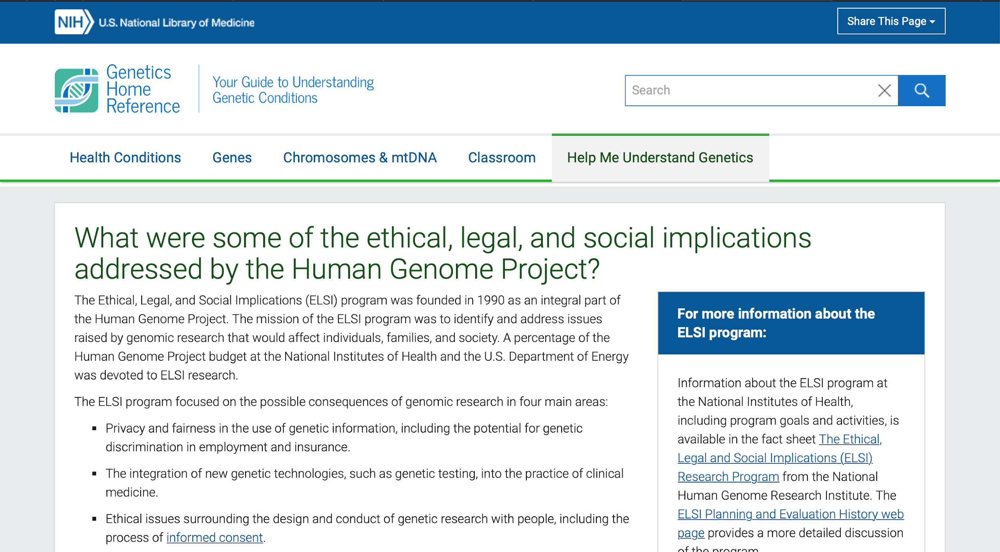 NIH U.S. National Library of Medicine
Share This Page
Genetics
Home
Reference
Your Guide to Understanding
Genetic Conditions
Search
Health Conditions Genes Chromosomes & mtDNA Classroom Help Me Understand Genetics
What were some of the ethical, legal, and social implications
addressed by the Human Genome Project?
The Ethical, Legal, and Social Implications (ELSI) program was founded in 1990 as an integral part of
the Human Genome Project. The mission of the ELSI program was to identify and address issues
raised by genomic research that would affect individuals, families, and society. A percentage of the
Human Genome Project budget at the National Institutes of Health and the U.S. Department of Energy
was devoted to ELSI research.
The ELSI program focused on the possible consequences of genomic research in four main areas:
▪ Privacy and fairness in the use of genetic information, including the potential for genetic
discrimination in employment and insurance.
▪ The integration of new genetic technologies, such as genetic testing, into the practice of clinical
medicine.
▪ Ethical issues surrounding the design and conduct of genetic research with people, including the
process of informed consent.
For more information about the
ELSI program:
Information about the ELSI program at
the National Institutes of Health,
including program goals and activities, is
available in the fact sheet The Ethical,
Legal and Social Implications (ELSI)
Research Program from the National
Human Genome Research Institute. The
ELSI Planning and Evaluation History web
page provides a more detailed discussion
of the program